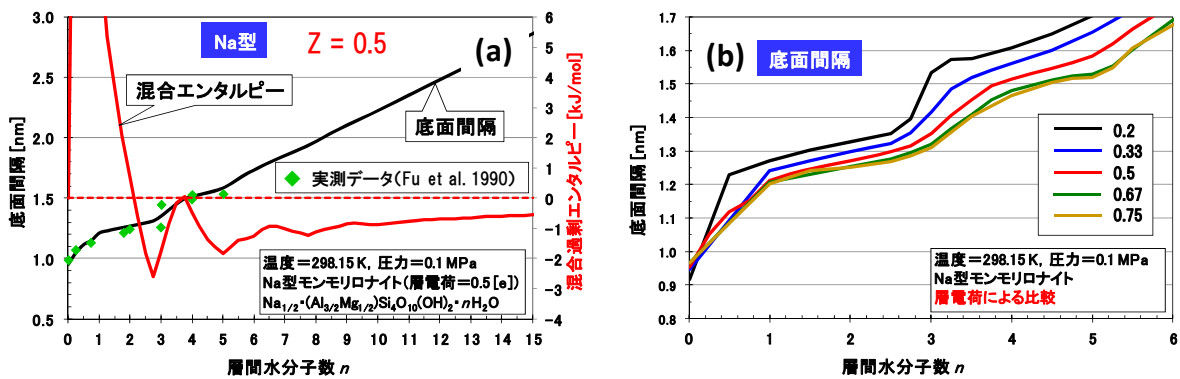 Na型
Z = 0.5
(a)
混合エンタルピー
底面間隔
実測データ(Fu et al. 1990)
温度=298.15 K, 圧力=0.1 MPa
Na型モンモリロナイト(層電荷=0.5 [e])
Na1/2・(Al3/2Mg1/2)Si4O10(OH)2・nH2O
底面間隔 [nm]
3.0
2.5
2.0
1.5
1.0
0.5
混合過剰エンタルピー [kJ/mol]
6
5
4
3
2
1
0
-1
-2
-3
-4
0 1 2 3 4 5 6 7 8 9 10 11 12 13 14 15
層間水分子数 n
(b)
底面間隔
0.2
0.33
0.5
0.67
0.75
温度=298.15 K, 圧力=0.1 MPa
Na型モンモリロナイト
層電荷による比較
底面間隔 [nm]
1.7
1.6
1.5
1.4
1.3
1.2
1.1
1.0
0.9
0.8
0 1 2 3 4 5 6
層間水分子数 n